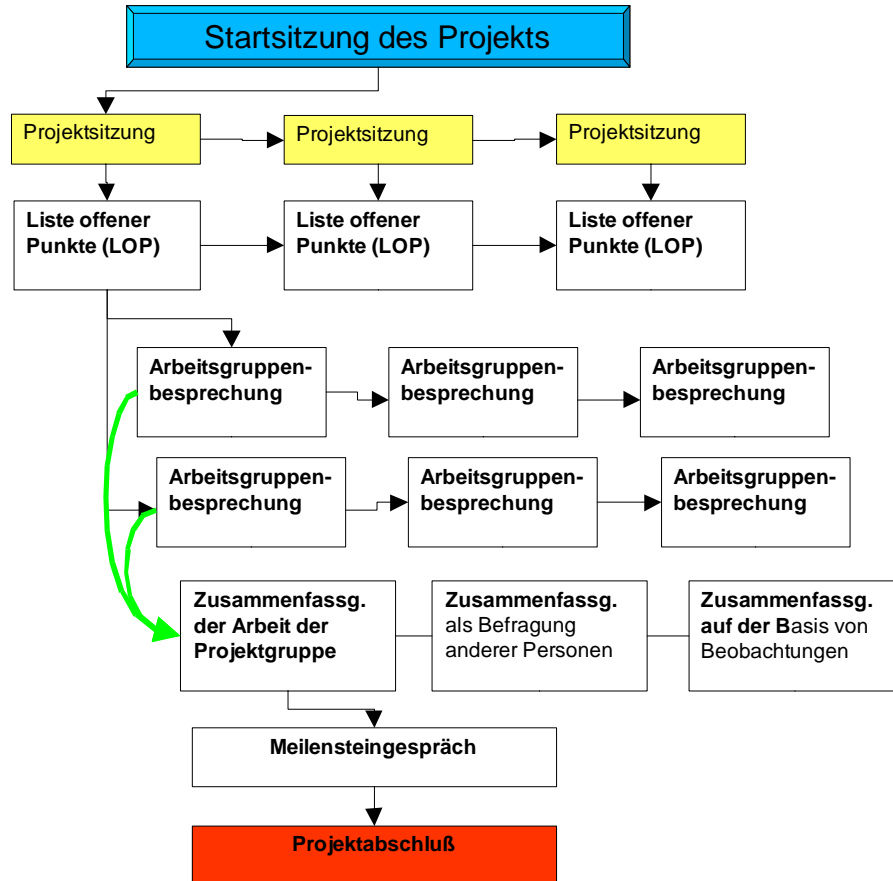 Startsitzung des Projekts
Projektsitzung
Projektsitzung
Projektsitzung
Liste offener
Punkte (LOP)
Liste offener
Punkte (LOP)
Liste offener
Punkte (LOP)
Arbeitsgruppen-
besprechung
Arbeitsgruppen-
besprechung
Arbeitsgruppen-
besprechung
Arbeitsgruppen-
besprechung
Arbeitsgruppen-
besprechung
Arbeitsgruppen-
besprechung
Zusammenfassg.
der Arbeit der
Projektgruppe
Zusammenfassg.
als Befragung
anderer Personen
Zusammenfassg.
auf der Basis von
Beobachtungen
Meilensteingespräch
Projektabschluß